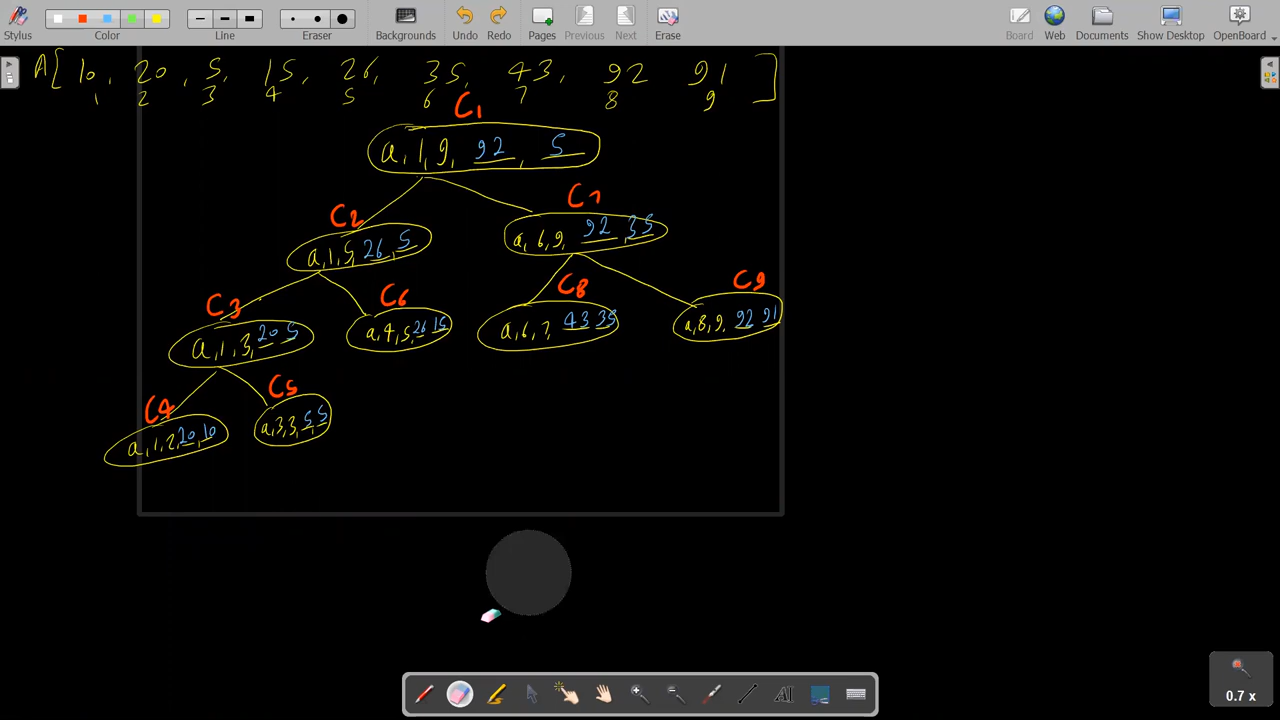 Stylus Color Line Eraser Backgrounds Undo Redo Pages Previous Next Erase Board Web Documents Show Desktop OpenBoard
A[ 10, 20, 5, 15, 26, 35, 43, 92 91 ]
1 2 3 4 5 6 7 8 9
C1
a, 1, 9, 92, 5
C2 C7
a, 1, 5, 26, 5 a, 6, 9, 92, 35
C3 C6 C8 C9
a, 1, 3, 20 5 a, 4, 5, 26 15 a, 6, 7, 43 35 a, 8, 9, 92 91
C4 C5
a, 1, 2, 20, 10 a, 3, 3, 5, 5
0.7 x